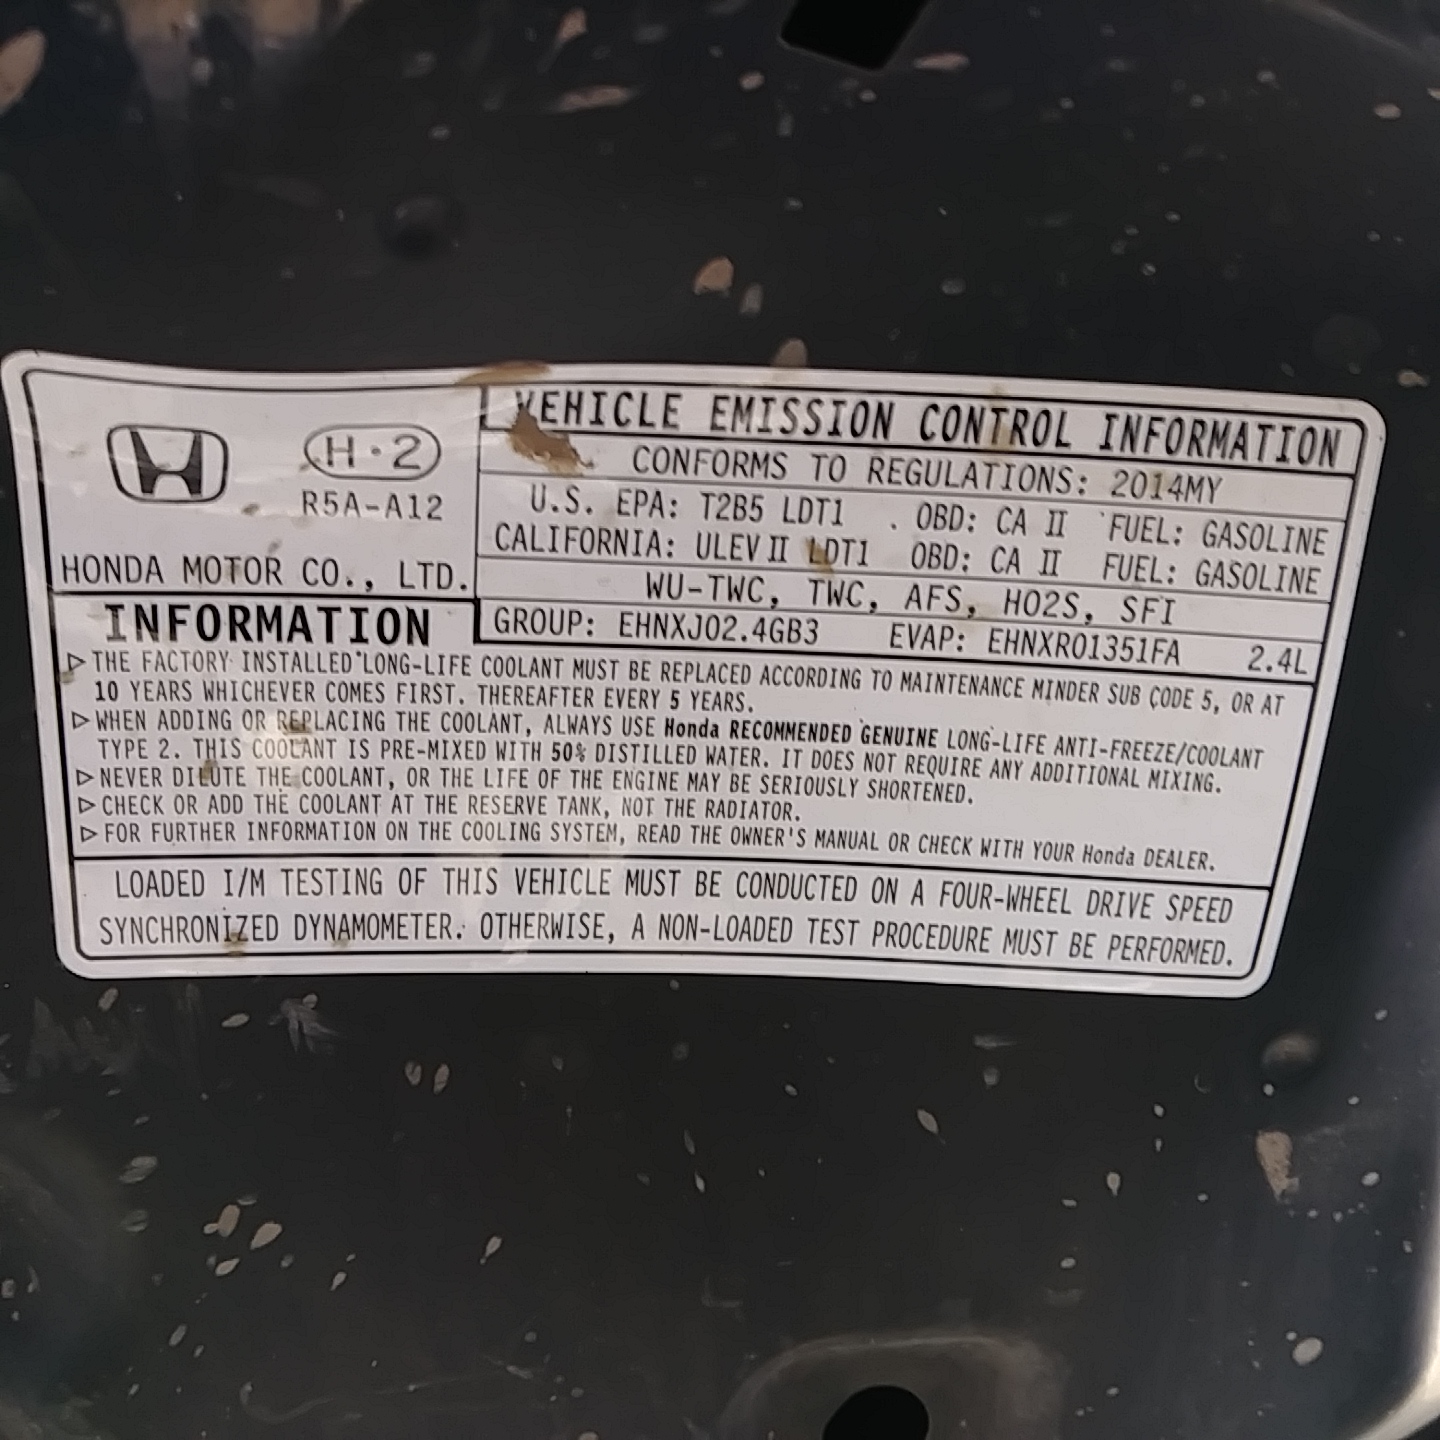 H·2
R5A-A12
HONDA MOTOR CO., LTD.
VEHICLE EMISSION CONTROL INFORMATION
CONFORMS TO REGULATIONS: 2014MY
U.S. EPA: T2B5 LDT1 OBD: CA II FUEL: GASOLINE
CALIFORNIA: ULEV II LDT1 OBD: CA II FUEL: GASOLINE
WU-TWC, TWC, AFS, HO2S, SFI
GROUP: EHNXJ02.4GB3 EVAP: EHNXR01351FA 2.4L
INFORMATION
▷ THE FACTORY INSTALLED LONG-LIFE COOLANT MUST BE REPLACED ACCORDING TO MAINTENANCE MINDER SUB CODE 5, OR AT
10 YEARS WHICHEVER COMES FIRST. THEREAFTER EVERY 5 YEARS.
▷ WHEN ADDING OR REPLACING THE COOLANT, ALWAYS USE Honda RECOMMENDED GENUINE LONG-LIFE ANTI-FREEZE/COOLANT
TYPE 2. THIS COOLANT IS PRE-MIXED WITH 50% DISTILLED WATER. IT DOES NOT REQUIRE ANY ADDITIONAL MIXING.
▷ NEVER DILUTE THE COOLANT, OR THE LIFE OF THE ENGINE MAY BE SERIOUSLY SHORTENED.
▷ CHECK OR ADD THE COOLANT AT THE RESERVE TANK, NOT THE RADIATOR.
▷ FOR FURTHER INFORMATION ON THE COOLING SYSTEM, READ THE OWNER'S MANUAL OR CHECK WITH YOUR Honda DEALER.
LOADED I/M TESTING OF THIS VEHICLE MUST BE CONDUCTED ON A FOUR-WHEEL DRIVE SPEED
SYNCHRONIZED DYNAMOMETER. OTHERWISE, A NON-LOADED TEST PROCEDURE MUST BE PERFORMED.